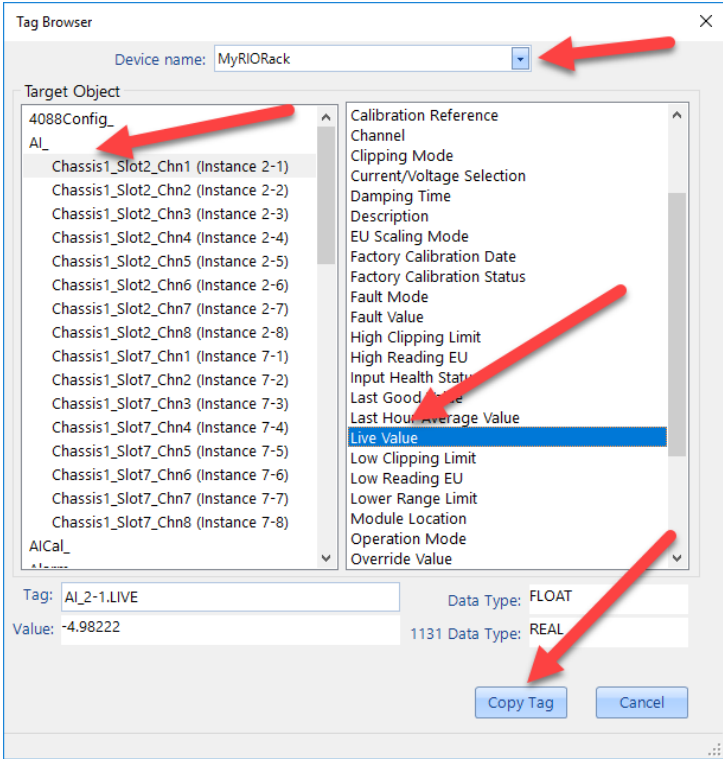 Tag Browser
Device name: MyRIORack
Target Object
4088Config_
AI_
Chassis1_Slot2_Chn1 (Instance 2-1)
Chassis1_Slot2_Chn2 (Instance 2-2)
Chassis1_Slot2_Chn3 (Instance 2-3)
Chassis1_Slot2_Chn4 (Instance 2-4)
Chassis1_Slot2_Chn5 (Instance 2-5)
Chassis1_Slot2_Chn6 (Instance 2-6)
Chassis1_Slot2_Chn7 (Instance 2-7)
Chassis1_Slot2_Chn8 (Instance 2-8)
Chassis1_Slot7_Chn1 (Instance 7-1)
Chassis1_Slot7_Chn2 (Instance 7-2)
Chassis1_Slot7_Chn3 (Instance 7-3)
Chassis1_Slot7_Chn4 (Instance 7-4)
Chassis1_Slot7_Chn5 (Instance 7-5)
Chassis1_Slot7_Chn6 (Instance 7-6)
Chassis1_Slot7_Chn7 (Instance 7-7)
Chassis1_Slot7_Chn8 (Instance 7-8)
AICal_
Calibration Reference
Channel
Clipping Mode
Current/Voltage Selection
Damping Time
Description
EU Scaling Mode
Factory Calibration Date
Factory Calibration Status
Fault Mode
Fault Value
High Clipping Limit
High Reading EU
Input Health Status
Last Good Value
Last Hour Average Value
Live Value
Low Clipping Limit
Low Reading EU
Lower Range Limit
Module Location
Operation Mode
Override Value
Tag: AI_2-1.LIVE
Data Type: FLOAT
Value: -4.98222
1131 Data Type: REAL
Copy Tag
Cancel